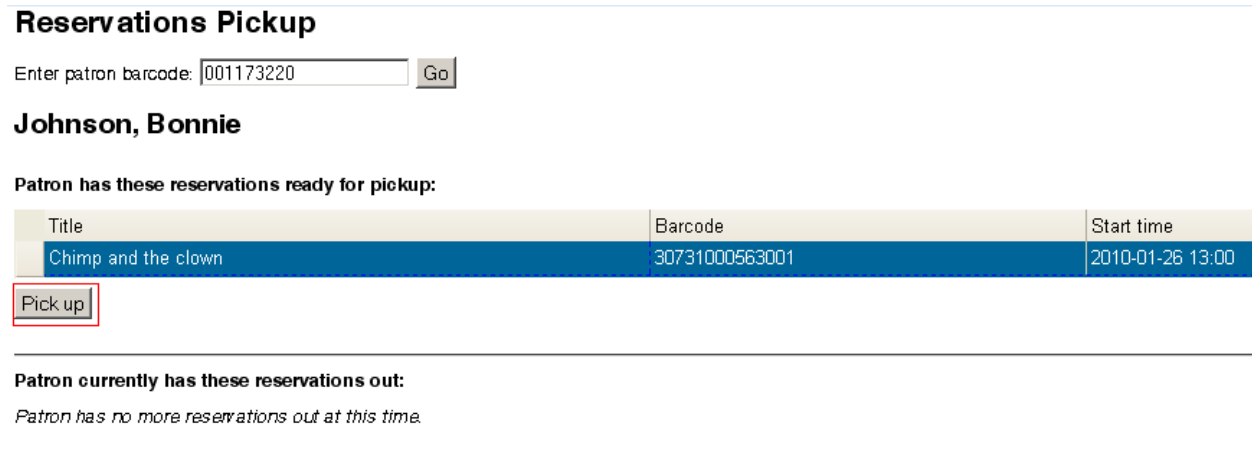 Reservations Pickup
Enter patron barcode: 001173220 Go
Johnson, Bonnie
Patron has these reservations ready for pickup:
Title Barcode Start time
Chimp and the clown 30731000563001 2010-01-26 13:00
Pick up
Patron currently has these reservations out:
Patron has no more reservations out at this time.